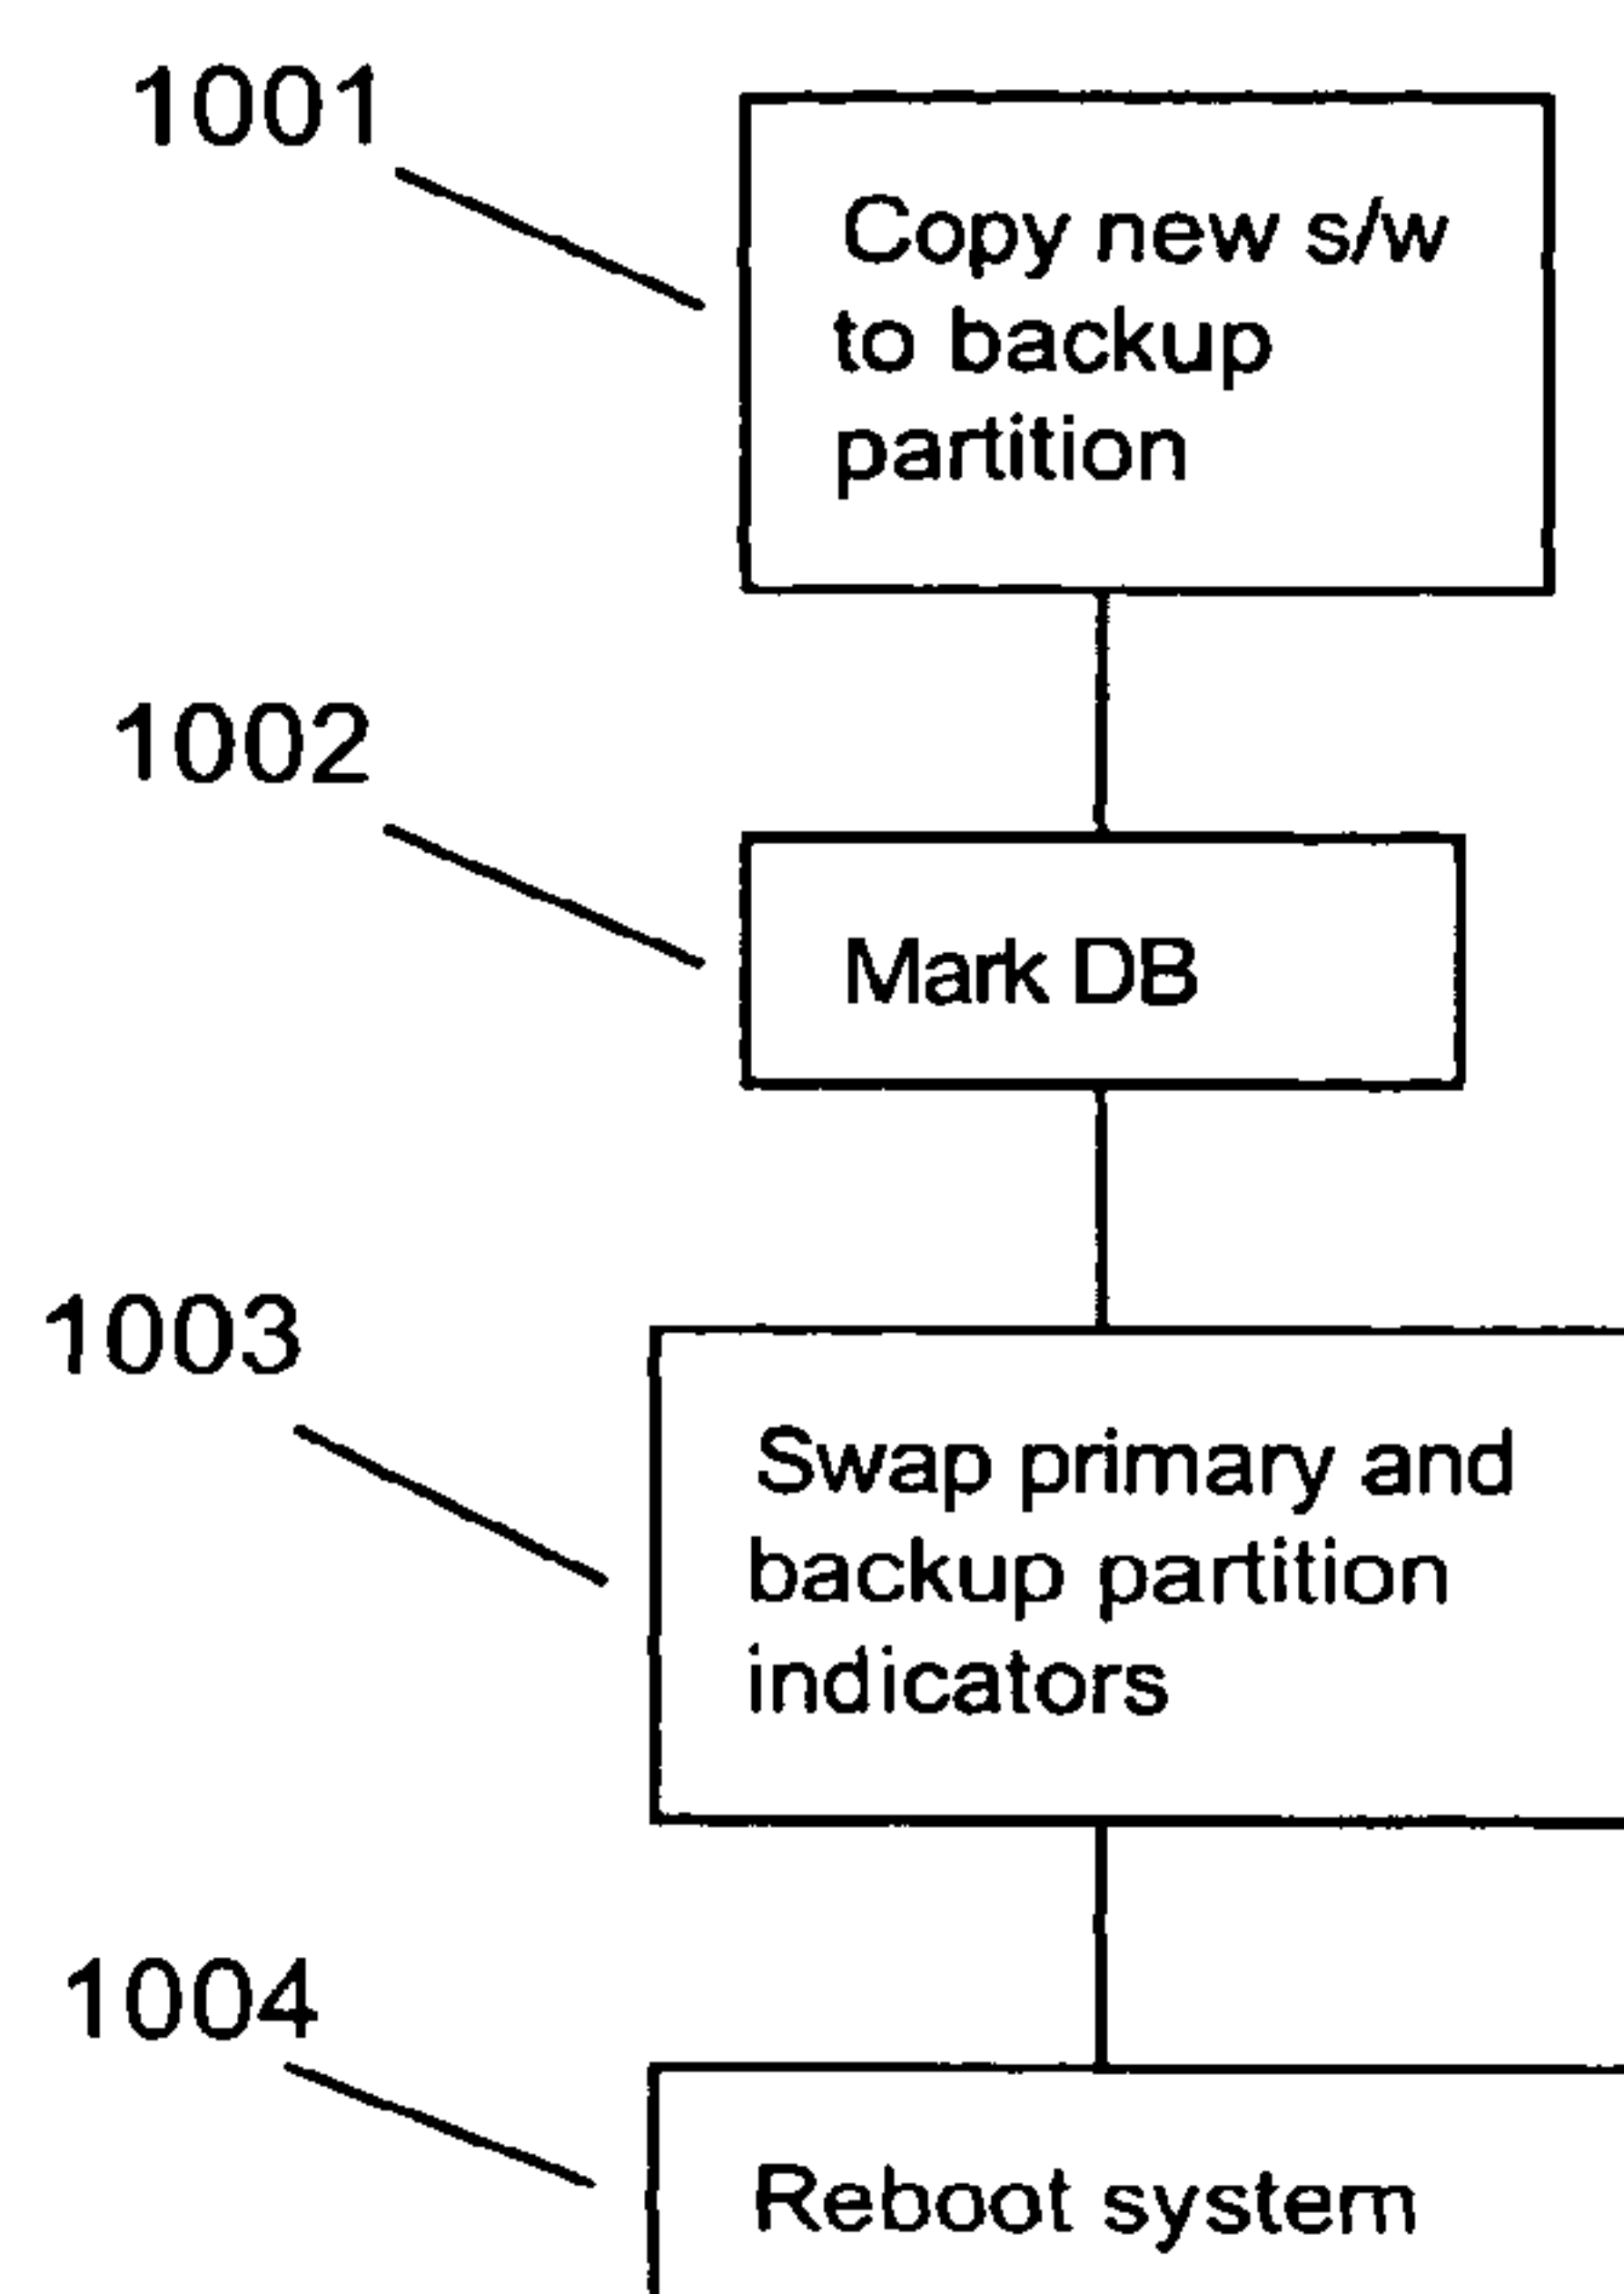 1001
Copy new s/w
to backup
partition
1002
Mark DB
1003
Swap primary and
backup partition
indicators
1004
Reboot system